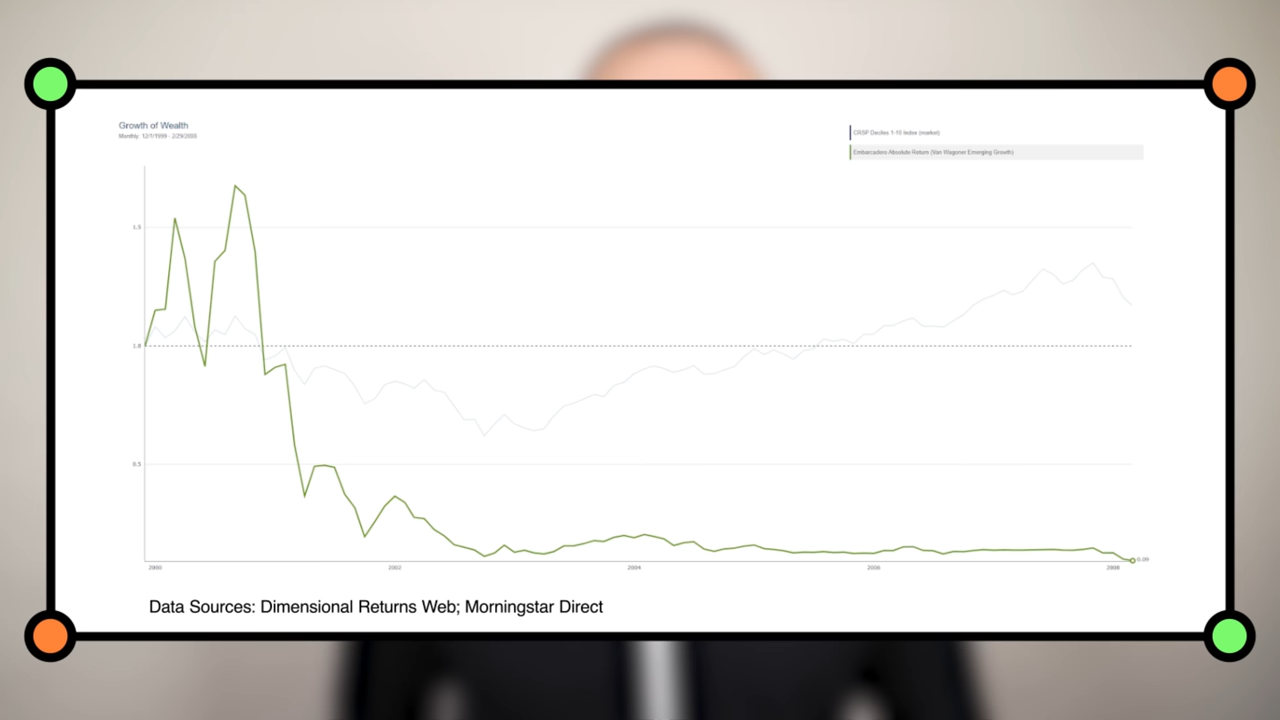 Growth of Wealth
Monthly 12/1/1999 - 2/29/2008
CRSP Deciles 1-10 Index (market)
Embarcadero Absolute Return (Van Wagoner Emerging Growth)
1.5
1.0
0.5
0.09
2000 2002 2004 2006 2008
Data Sources: Dimensional Returns Web; Morningstar Direct